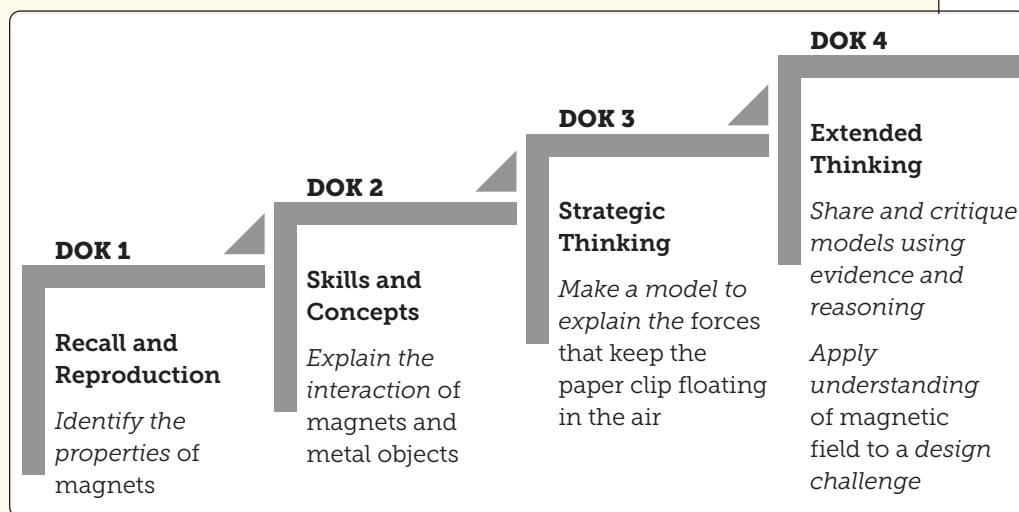 DOK 1
Recall and
Reproduction
Identify the
properties of
magnets
DOK 2
Skills and
Concepts
Explain the
interaction of
magnets and
metal objects
DOK 3
Strategic
Thinking
Make a model to
explain the forces
that keep the
paper clip floating
in the air
DOK 4
Extended
Thinking
Share and critique
models using
evidence and
reasoning
Apply
understanding
of magnetic
field to a design
challenge